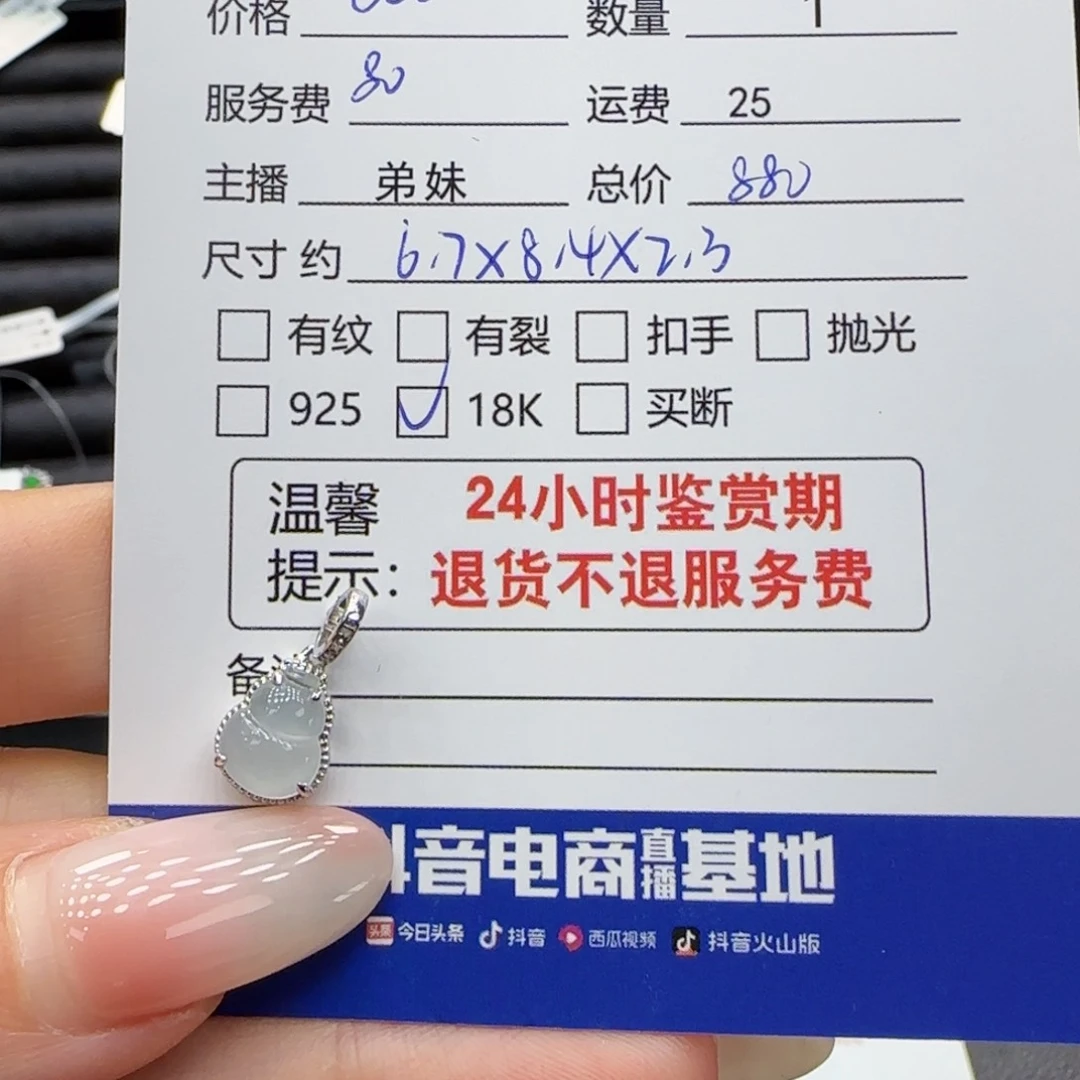 价格 数量 1
服务费 80 运费 25
主播 弟妹 总价 880
尺寸 约 6.7X8.4X2.3
有纹 有裂 扣手 抛光
925 18K 买断
温馨 24小时鉴赏期
提示: 退货不退服务费
备
音电商直播基地
头条 今日头条 抖音 西瓜视频 抖音火山版